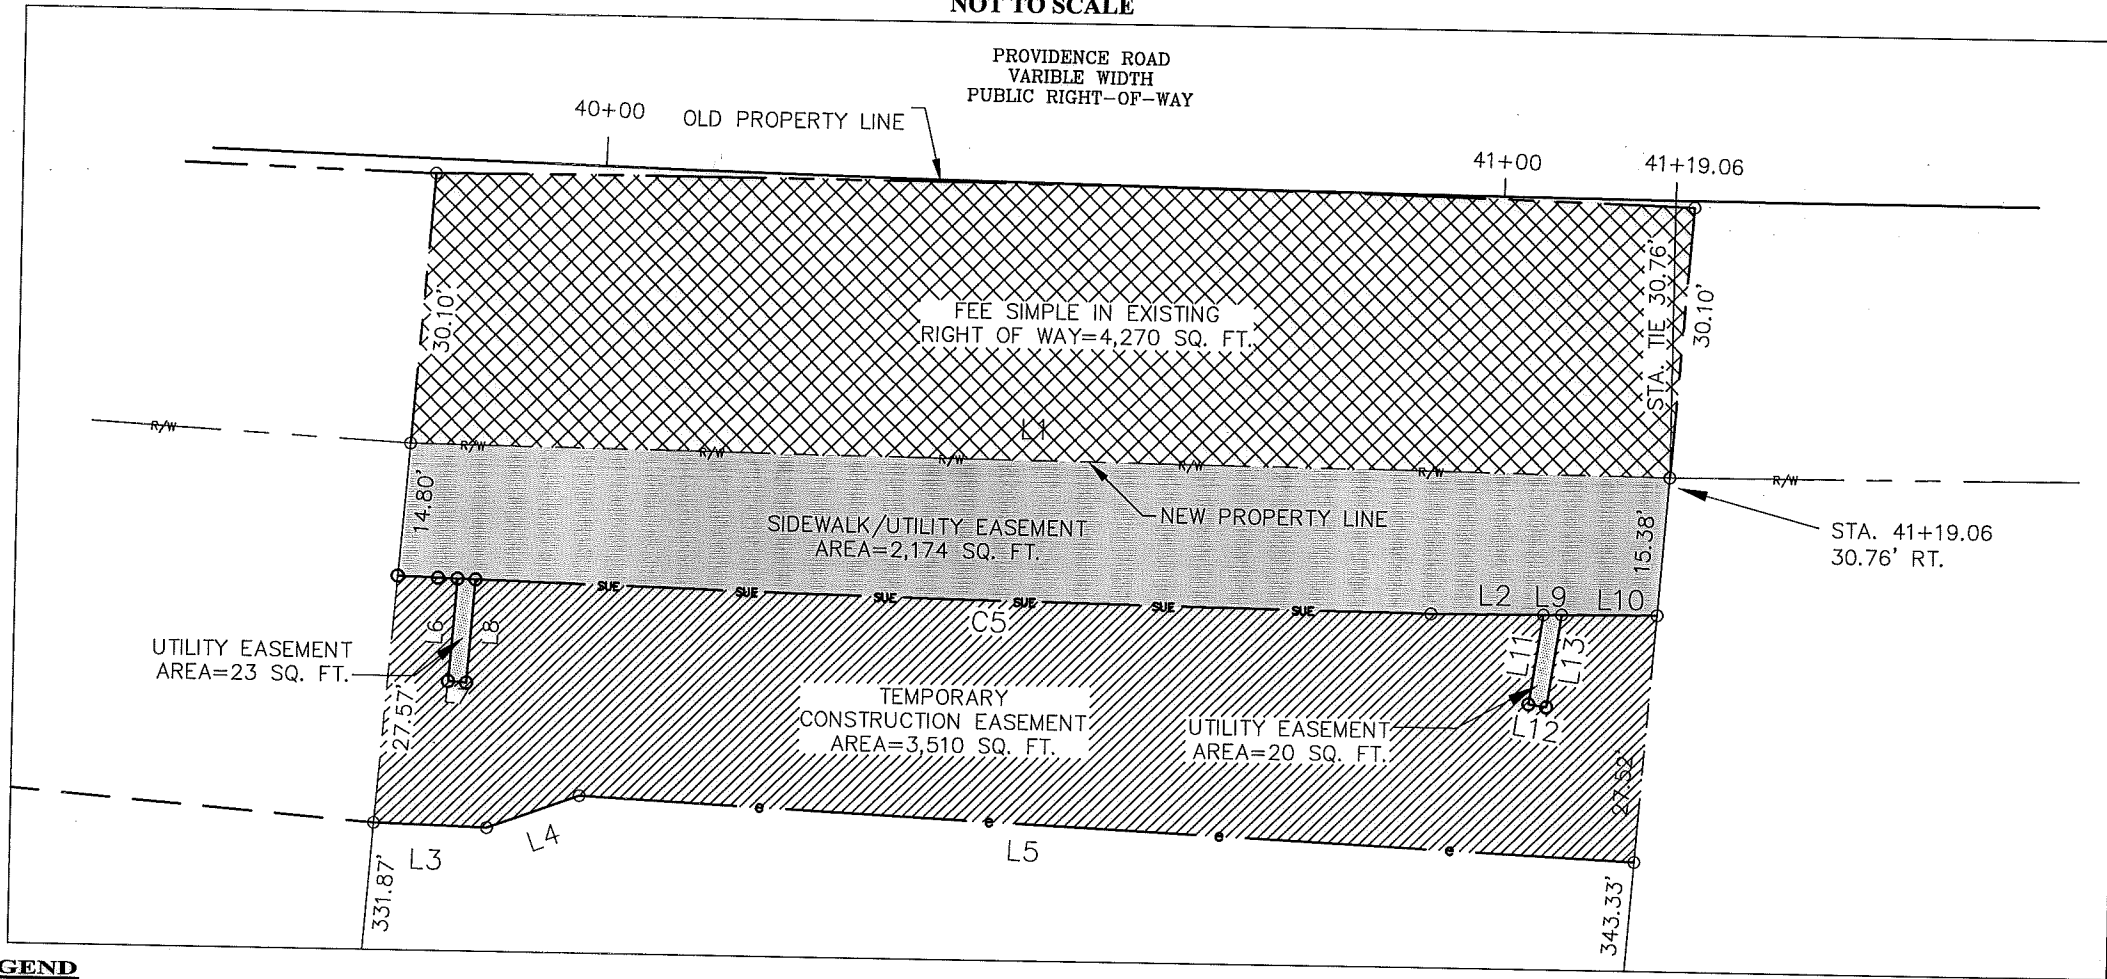 NOT TO SCALE
PROVIDENCE ROAD
VARIBLE WIDTH
PUBLIC RIGHT-OF-WAY
40+00
OLD PROPERTY LINE
41+00
41+19.06
30.10'
FEE SIMPLE IN EXISTING
RIGHT OF WAY=4,270 SQ. FT.
STA. TIE 30.76'
30.10'
R/W
L1
R/W
R/W
R/W
R/W
R/W
R/W
14.80'
SIDEWALK/UTILITY EASEMENT
AREA=2,174 SQ. FT.
NEW PROPERTY LINE
15.38'
STA. 41+19.06
30.76' RT.
SUE
SUE
SUE
SUE
SUE
SUE
C5
L2
L9
L10
L6
L8
L7
L11
L13
L12
UTILITY EASEMENT
AREA=23 SQ. FT.
27.57'
TEMPORARY
CONSTRUCTION EASEMENT
AREA=3,510 SQ. FT.
UTILITY EASEMENT
AREA=20 SQ. FT.
27.52'
e
e
e
e
L3
L4
L5
331.87'
343.33'
GEND